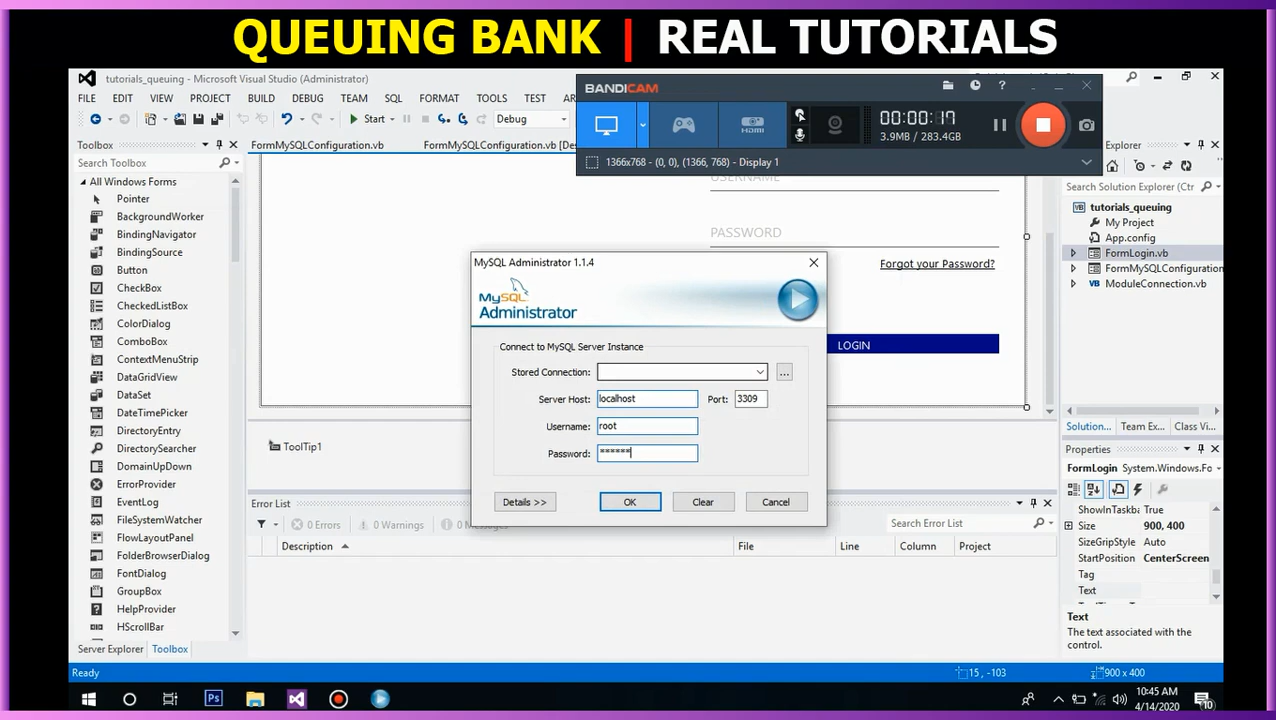 QUEUING BANK | REAL TUTORIALS
tutorials_queuing - Microsoft Visual Studio (Administrator)
BANDICAM
FILE EDIT VIEW PROJECT BUILD DEBUG TEAM SQL FORMAT TOOLS TEST
Start Debug
00:00:17
3.9MB / 283.4GB
Hdmi
1366x768 - (0, 0), (1366, 768) - Display 1
Toolbox
FormMySQLConfiguration.vb
FormMySQLConfiguration.vb [Des
Explorer
Search Toolbox
Search Solution Explorer (Ctr
All Windows Forms
Pointer
BackgroundWorker
BindingNavigator
BindingSource
Button
CheckBox
CheckedListBox
ColorDialog
ComboBox
ContextMenuStrip
DataGridView
DataSet
DateTimePicker
DirectoryEntry
DirectorySearcher
DomainUpDown
ErrorProvider
EventLog
FileSystemWatcher
FlowLayoutPanel
FolderBrowserDialog
FontDialog
GroupBox
HelpProvider
HScrollBar
Server Explorer Toolbox
USERNAME
PASSWORD
Forgot your Password?
LOGIN
MySQL Administrator 1.1.4
MySQL
Administrator
Connect to MySQL Server Instance
Stored Connection: ...
Server Host: localhost Port: 3309
Username: root
Password: ******
Details >> OK Clear Cancel
ToolTip1
Error List
0 Errors 0 Warnings 0 Messages Search Error List
Description File Line Column Project
tutorials_queuing
My Project
App.config
FormLogin.vb
FormMySQLConfiguration
ModuleConnection.vb
Solution... Team Ex... Class Vi...
Properties
FormLogin System.Windows.Fo
ShowInTaskba True
Size 900, 400
SizeGripStyle Auto
StartPosition CenterScreen
Tag
Text
Text
The text associated with the
control.
Ready 15 , -103 900 x 400
Ps
10:45 AM
4/14/2020
10